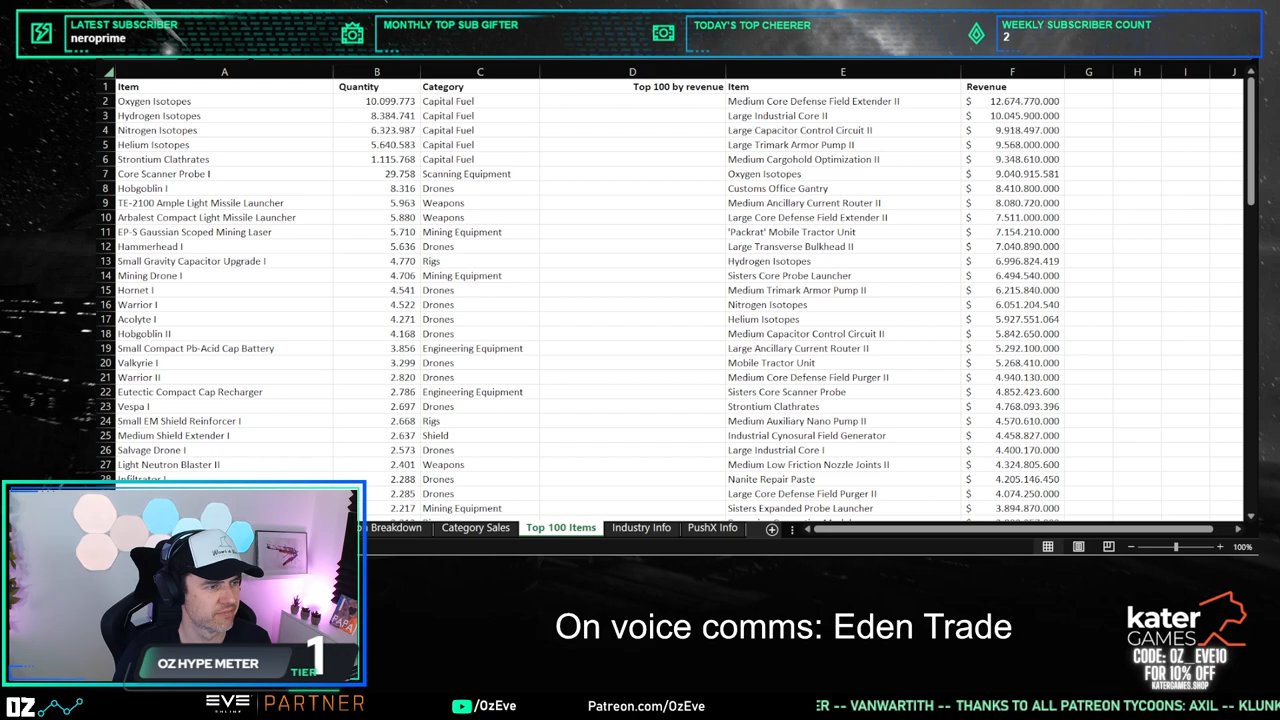 LATEST SUBSCRIBER
neroprime
MONTHLY TOP SUB GIFTER
TODAY'S TOP CHEERER
WEEKLY SUBSCRIBER COUNT
2
A B C D E F G H I J
1 Item Quantity Category Top 100 by revenue Item Revenue
2 Oxygen Isotopes 10.099.773 Capital Fuel Medium Core Defense Field Extender II $ 12.674.770.000
3 Hydrogen Isotopes 8.384.741 Capital Fuel Large Industrial Core II $ 10.045.900.000
4 Nitrogen Isotopes 6.323.987 Capital Fuel Large Capacitor Control Circuit II $ 9.918.497.000
5 Helium Isotopes 5.640.583 Capital Fuel Large Trimark Armor Pump II $ 9.568.000.000
6 Strontium Clathrates 1.115.768 Capital Fuel Medium Cargohold Optimization II $ 9.348.610.000
7 Core Scanner Probe I 29.758 Scanning Equipment Oxygen Isotopes $ 9.040.915.581
8 Hobgoblin I 8.316 Drones Customs Office Gantry $ 8.410.800.000
9 TE-2100 Ample Light Missile Launcher 5.963 Weapons Medium Ancillary Current Router II $ 8.080.720.000
10 Arbalest Compact Light Missile Launcher 5.880 Weapons Large Core Defense Field Extender II $ 7.511.000.000
11 EP-S Gaussian Scoped Mining Laser 5.710 Mining Equipment 'Packrat' Mobile Tractor Unit $ 7.154.210.000
12 Hammerhead I 5.636 Drones Large Transverse Bulkhead II $ 7.040.890.000
13 Small Gravity Capacitor Upgrade I 4.770 Rigs Hydrogen Isotopes $ 6.996.824.419
14 Mining Drone I 4.706 Mining Equipment Sisters Core Probe Launcher $ 6.494.540.000
15 Hornet I 4.541 Drones Medium Trimark Armor Pump II $ 6.215.840.000
16 Warrior I 4.522 Drones Nitrogen Isotopes $ 6.051.204.540
17 Acolyte I 4.271 Drones Helium Isotopes $ 5.927.551.064
18 Hobgoblin II 4.168 Drones Medium Capacitor Control Circuit II $ 5.842.650.000
19 Small Compact Pb-Acid Cap Battery 3.856 Engineering Equipment Large Ancillary Current Router II $ 5.292.100.000
20 Valkyrie I 3.299 Drones Mobile Tractor Unit $ 5.268.410.000
21 Warrior II 2.820 Drones Medium Core Defense Field Purger II $ 4.940.130.000
22 Eutectic Compact Cap Recharger 2.786 Engineering Equipment Sisters Core Scanner Probe $ 4.852.423.600
23 Vespa I 2.697 Drones Strontium Clathrates $ 4.768.093.396
24 Small EM Shield Reinforcer I 2.668 Rigs Medium Auxiliary Nano Pump II $ 4.570.610.000
25 Medium Shield Extender I 2.637 Shield Industrial Cynosural Field Generator $ 4.458.827.000
26 Salvage Drone I 2.573 Drones Large Industrial Core I $ 4.400.170.000
27 Light Neutron Blaster II 2.401 Weapons Medium Low Friction Nozzle Joints II $ 4.324.805.600
28 Infiltrator I 2.288 Drones Nanite Repair Paste $ 4.205.146.450
2.285 Drones Large Core Defense Field Purger II $ 4.074.250.000
2.217 Mining Equipment Sisters Expanded Probe Launcher $ 3.894.870.000
Breakdown Category Sales Top 100 Items Industry Info PushX Info
100%
OZ HYPE METER
TIER 1
On voice comms: Eden Trade
kater
GAMES
CODE: OZ_EVE10
FOR 10% OFF
KATERGAMES.SHOP
OZ
EVE ONLINE PARTNER
/OzEve
Patreon.com/OzEve
ER -- VANWARTITH -- THANKS TO ALL PATREON TYCOONS: AXIL -- KLUNK